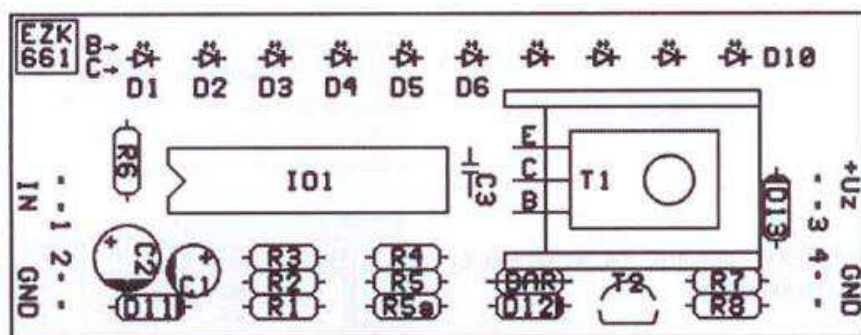 EZK
661
B
C
D1 D2 D3 D4 D5 D6 D10
R6
IO1
C3
E
C
B
T1
D13
+Uz
3
4
GND
IN
1
2
GND
C2
C1
R3 R4
R2 R5
D11 R1 R5a
BAR T2 R7
D12 R8